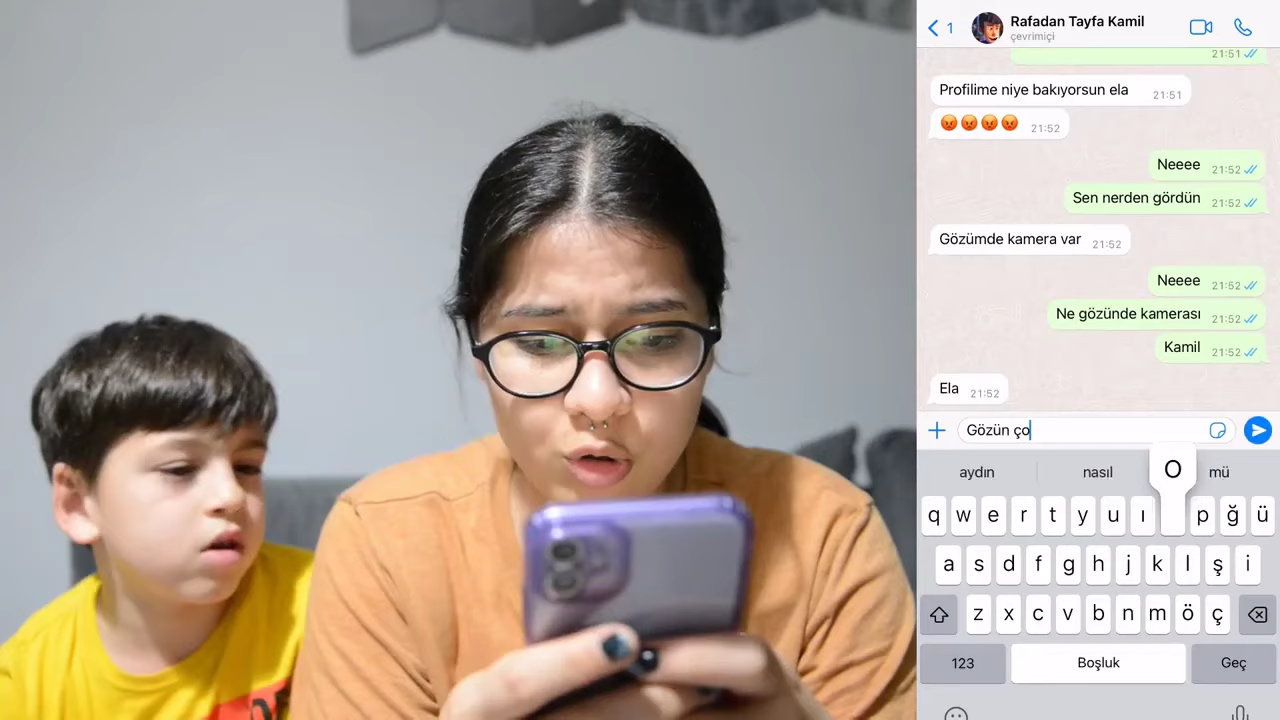 1
Rafadan Tayfa Kamil
çevrimiçi
21:51
Profilime niye bakıyorsun ela 21:51
😡😡😡😡 21:52
Neeee 21:52
Sen nerden gördün 21:52
Gözümde kamera var 21:52
Neeee 21:52
Ne gözünde kamerası 21:52
Kamil 21:52
Ela 21:52
Gözün ço
aydın nasıl mü
O
q w e r t y u ı p ğ ü
a s d f g h j k l ş i
z x c v b n m ö ç
123 Boşluk Geç